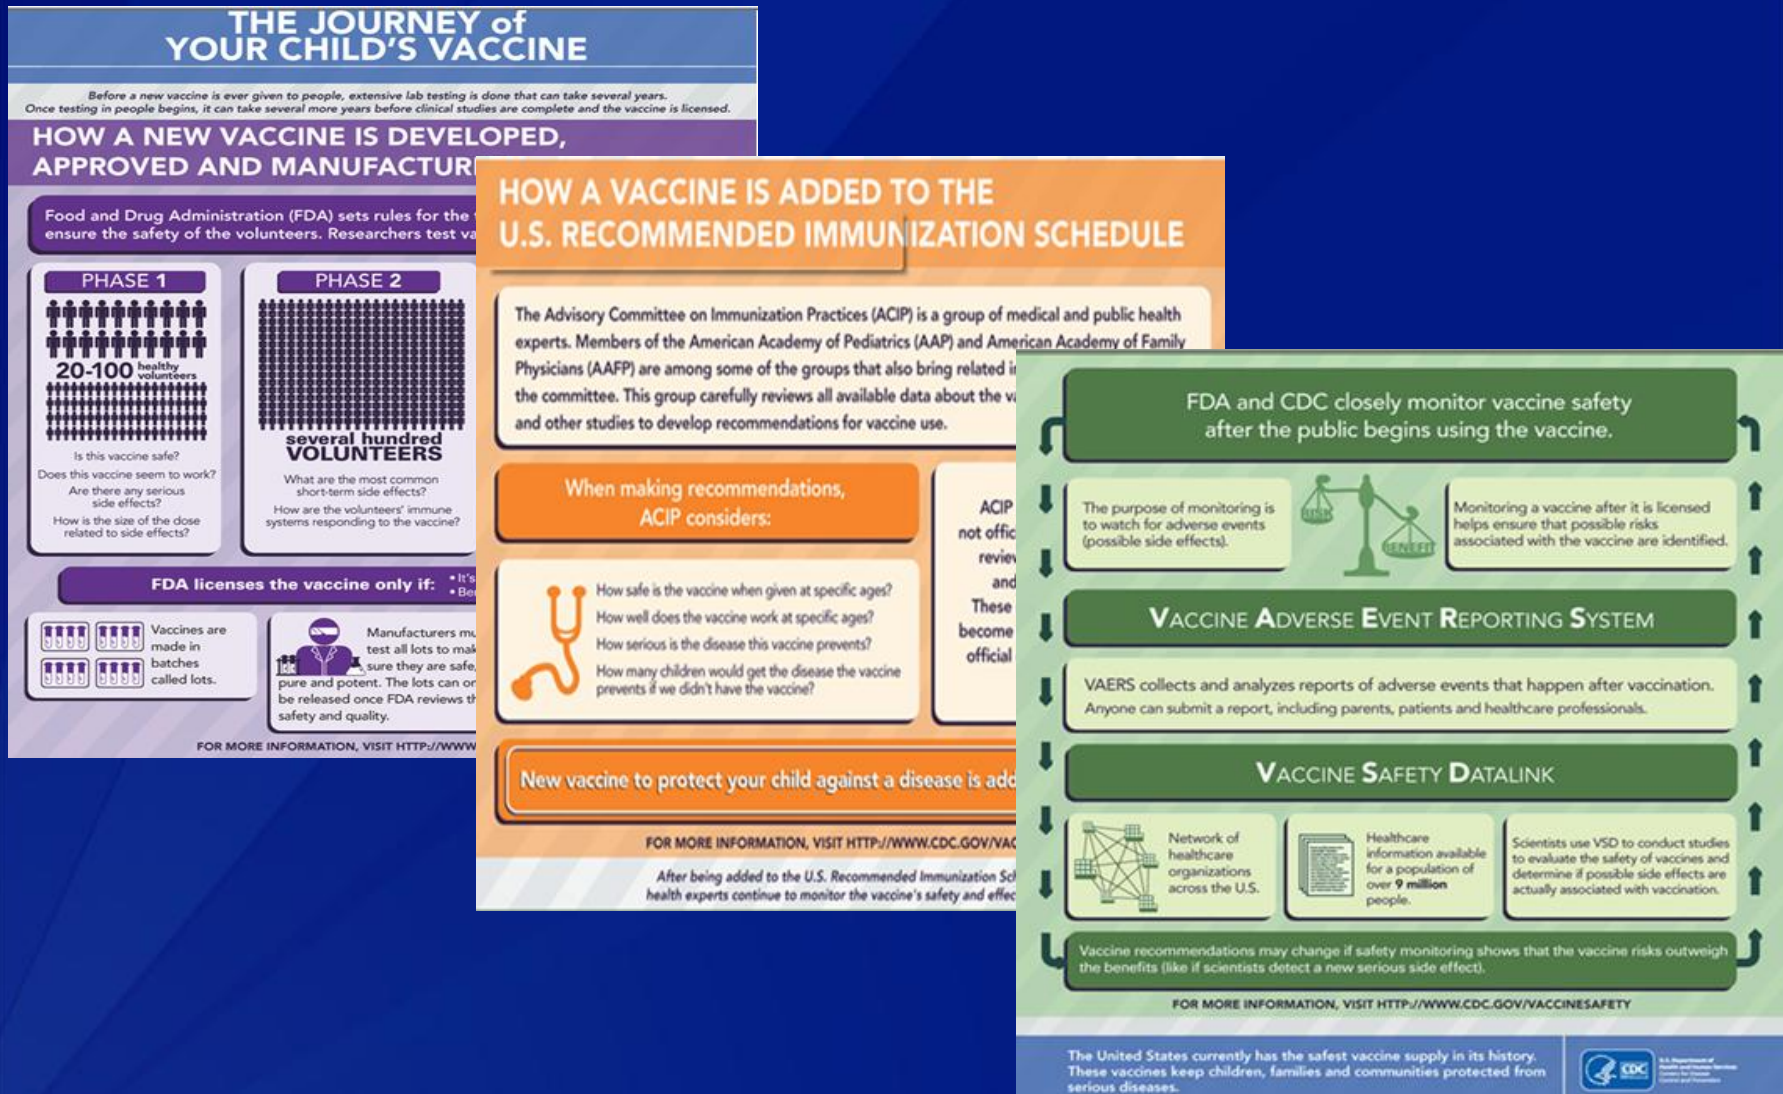 THE JOURNEY of
YOUR CHILD'S VACCINE
Before a new vaccine is ever given to people, extensive lab testing is done that can take several years.
Once testing in people begins, it can take several more years before clinical studies are complete and the vaccine is licensed.
HOW A NEW VACCINE IS DEVELOPED,
APPROVED AND MANUFACTUR
Food and Drug Administration (FDA) sets rules for the
ensure the safety of the volunteers. Researchers test va
PHASE 1
20-100 healthy
volunteers
Is this vaccine safe?
Does this vaccine seem to work?
Are there any serious
side effects?
How is the size of the dose
related to side effects?
PHASE 2
several hundred
VOLUNTEERS
What are the most common
short-term side effects?
How are the volunteers' immune
systems responding to the vaccine?
FDA licenses the vaccine only if:
• It's
• Be
Vaccines are
made in
batches
called lots.
Manufacturers mu
test all lots to mak
sure they are safe,
pure and potent. The lots can on
be released once FDA reviews th
safety and quality.
FOR MORE INFORMATION, VISIT HTTP://WWW
HOW A VACCINE IS ADDED TO THE
U.S. RECOMMENDED IMMUNIZATION SCHEDULE
The Advisory Committee on Immunization Practices (ACIP) is a group of medical and public health
experts. Members of the American Academy of Pediatrics (AAP) and American Academy of Family
Physicians (AAFP) are among some of the groups that also bring related i
the committee. This group carefully reviews all available data about the va
and other studies to develop recommendations for vaccine use.
When making recommendations,
ACIP considers:
How safe is the vaccine when given at specific ages?
How well does the vaccine work at specific ages?
How serious is the disease this vaccine prevents?
How many children would get the disease the vaccine
prevents if we didn't have the vaccine?
ACIP
not offic
review
and
These
become
official
New vaccine to protect your child against a disease is add
FOR MORE INFORMATION, VISIT HTTP://WWW.CDC.GOV/VAC
After being added to the U.S. Recommended Immunization Sch
health experts continue to monitor the vaccine's safety and effec
FDA and CDC closely monitor vaccine safety
after the public begins using the vaccine.
The purpose of monitoring is
to watch for adverse events
(possible side effects).
RISK
BENEFIT
Monitoring a vaccine after it is licensed
helps ensure that possible risks
associated with the vaccine are identified.
VACCINE ADVERSE EVENT REPORTING SYSTEM
VAERS collects and analyzes reports of adverse events that happen after vaccination.
Anyone can submit a report, including parents, patients and healthcare professionals.
VACCINE SAFETY DATALINK
Network of
healthcare
organizations
across the U.S.
Healthcare
information available
for a population of
over 9 million
people.
Scientists use VSD to conduct studies
to evaluate the safety of vaccines and
determine if possible side effects are
actually associated with vaccination.
Vaccine recommendations may change if safety monitoring shows that the vaccine risks outweigh
the benefits (like if scientists detect a new serious side effect).
FOR MORE INFORMATION, VISIT HTTP://WWW.CDC.GOV/VACCINESAFETY
The United States currently has the safest vaccine supply in its history.
These vaccines keep children, families and communities protected from
serious diseases.
CDC